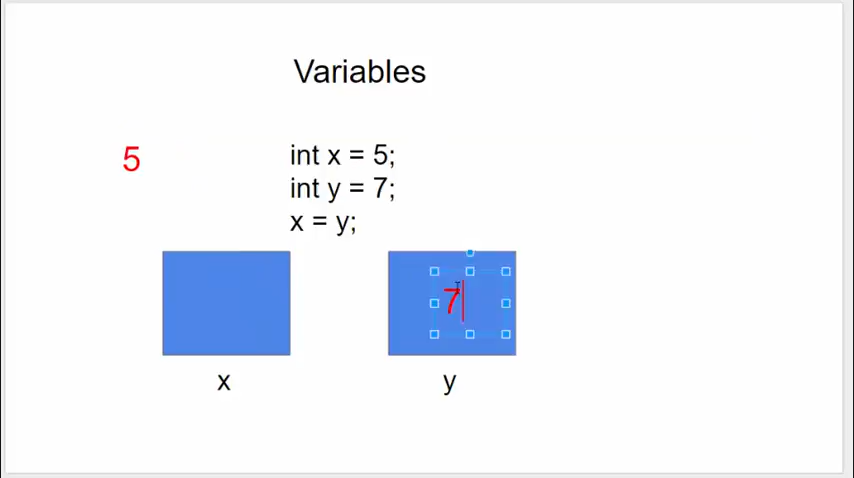 Variables
5
int x = 5;
int y = 7;
x = y;
7
x
y